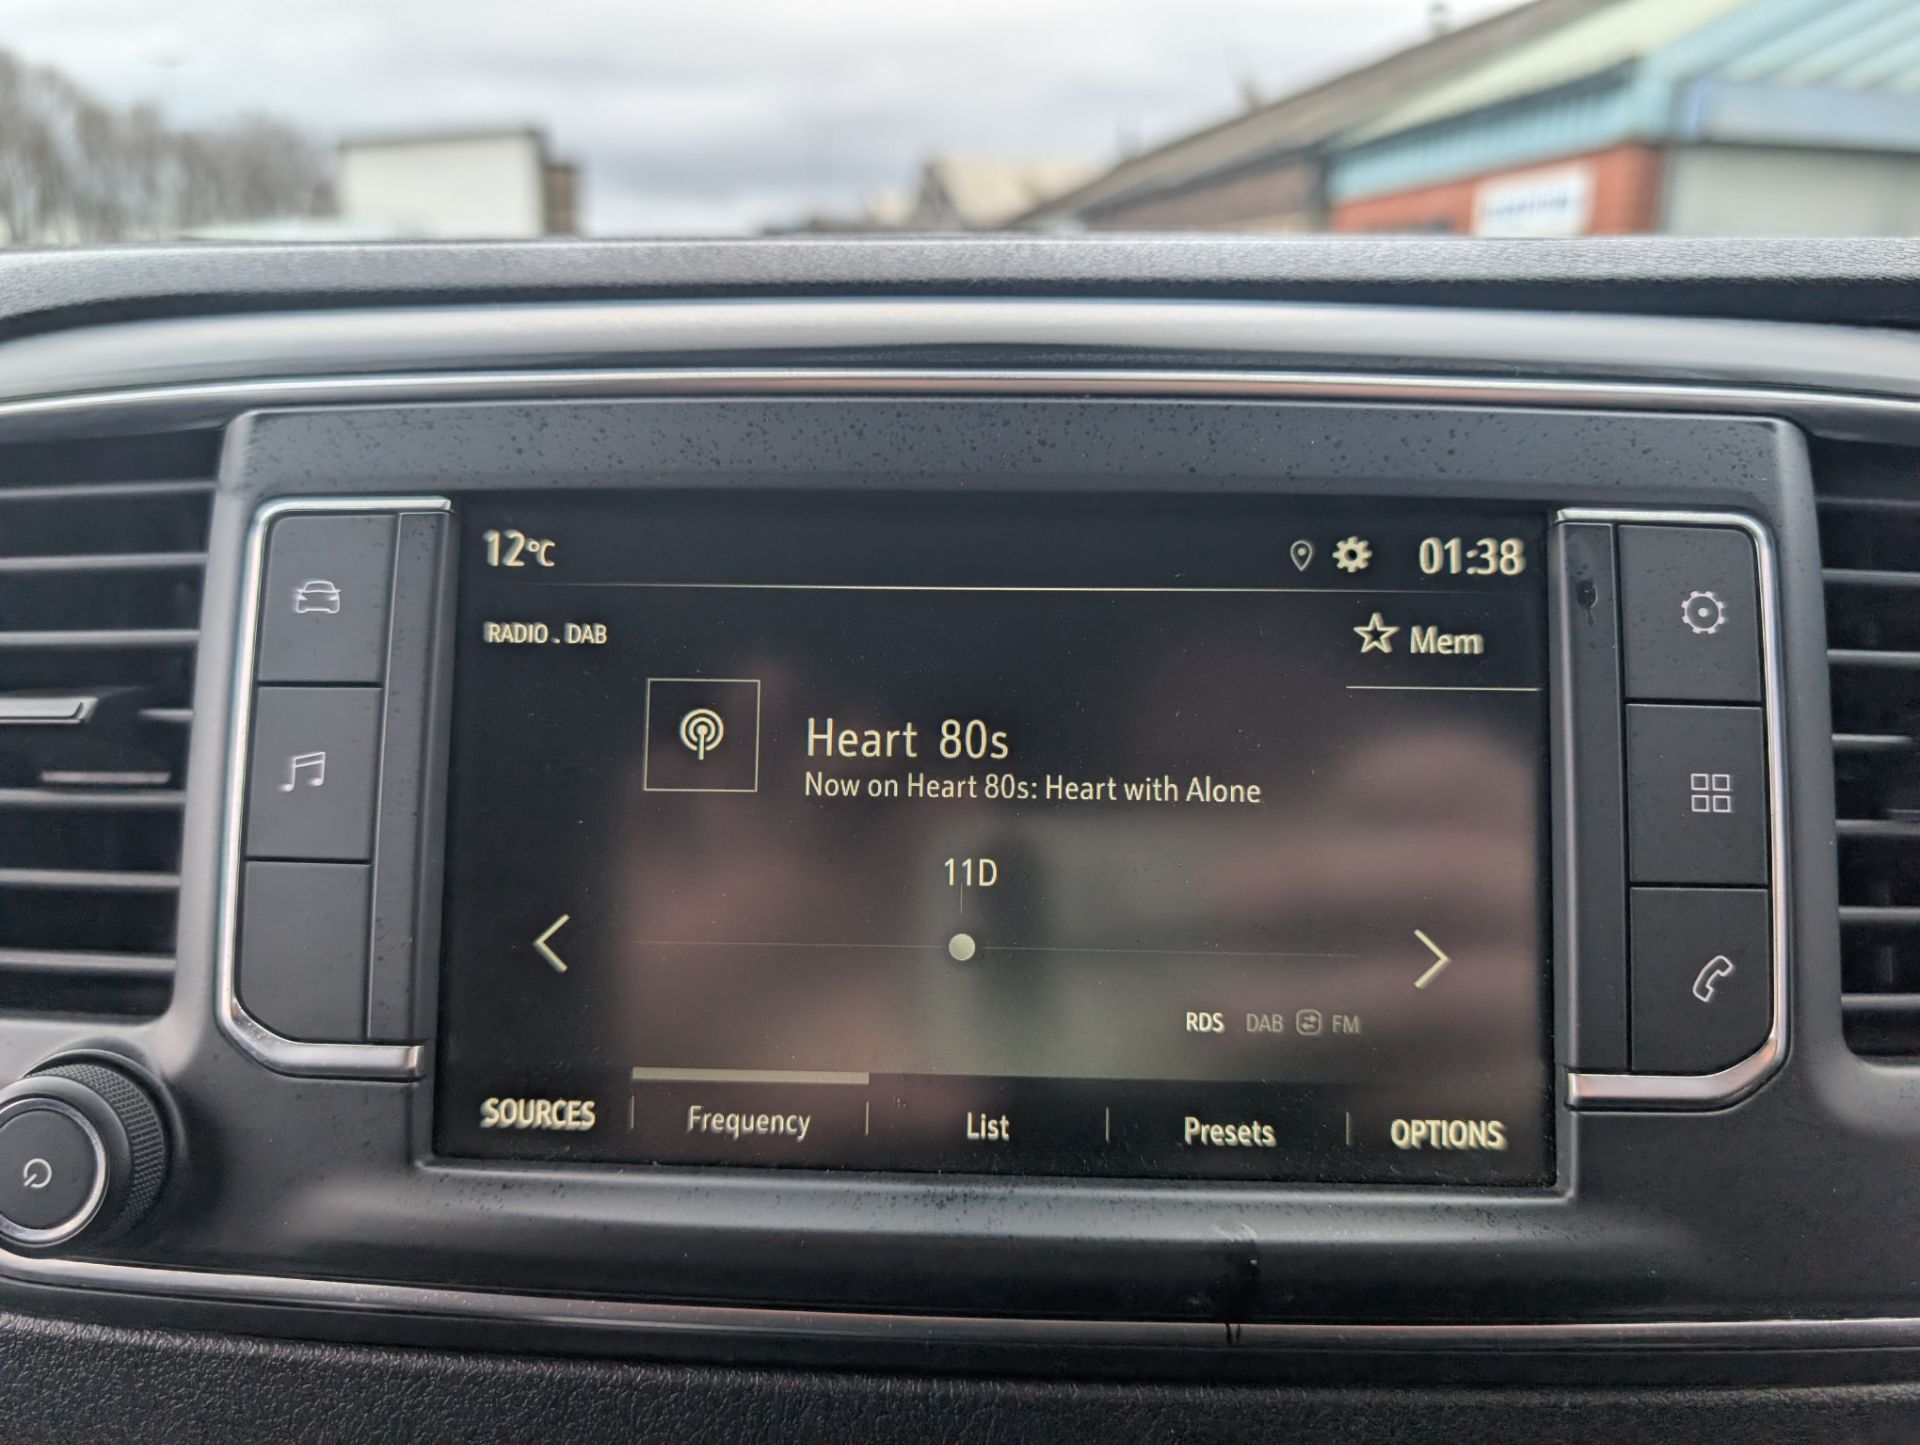 12°C
01:38
RADIO . DAB
Mem
Heart 80s
Now on Heart 80s: Heart with Alone
11D
RDS DAB FM
SOURCES
Frequency
List
Presets
OPTIONS